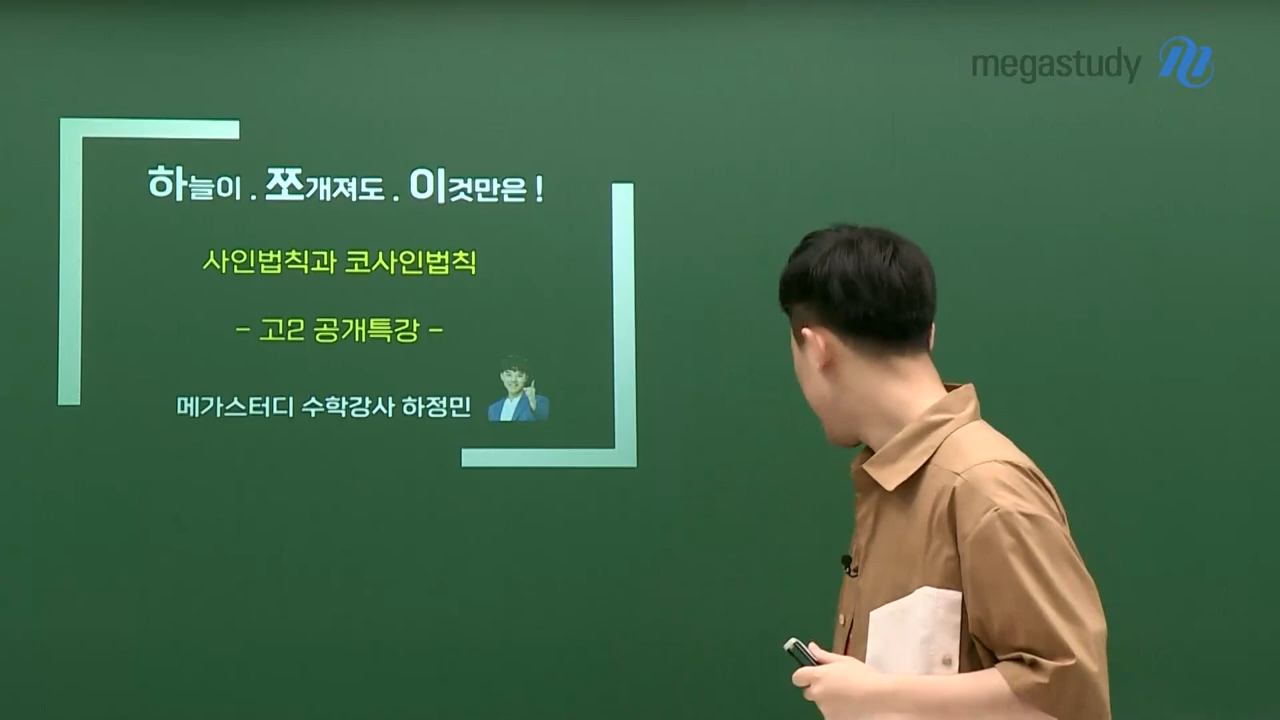 megastudy
하늘이 . 쪼개져도 . 이것만은 !
사인법칙과 코사인법칙
- 고2 공개특강 -
메가스터디 수학강사 하정민